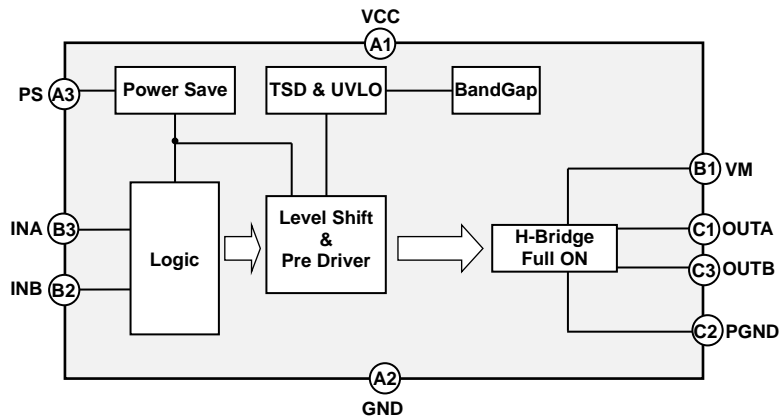 VCC
A1
PS
A3
Power Save
TSD & UVLO
BandGap
B1
VM
INA
B3
Logic
Level Shift
&
Pre Driver
H-Bridge
Full ON
C1
OUTA
INB
B2
C3
OUTB
C2
PGND
A2
GND